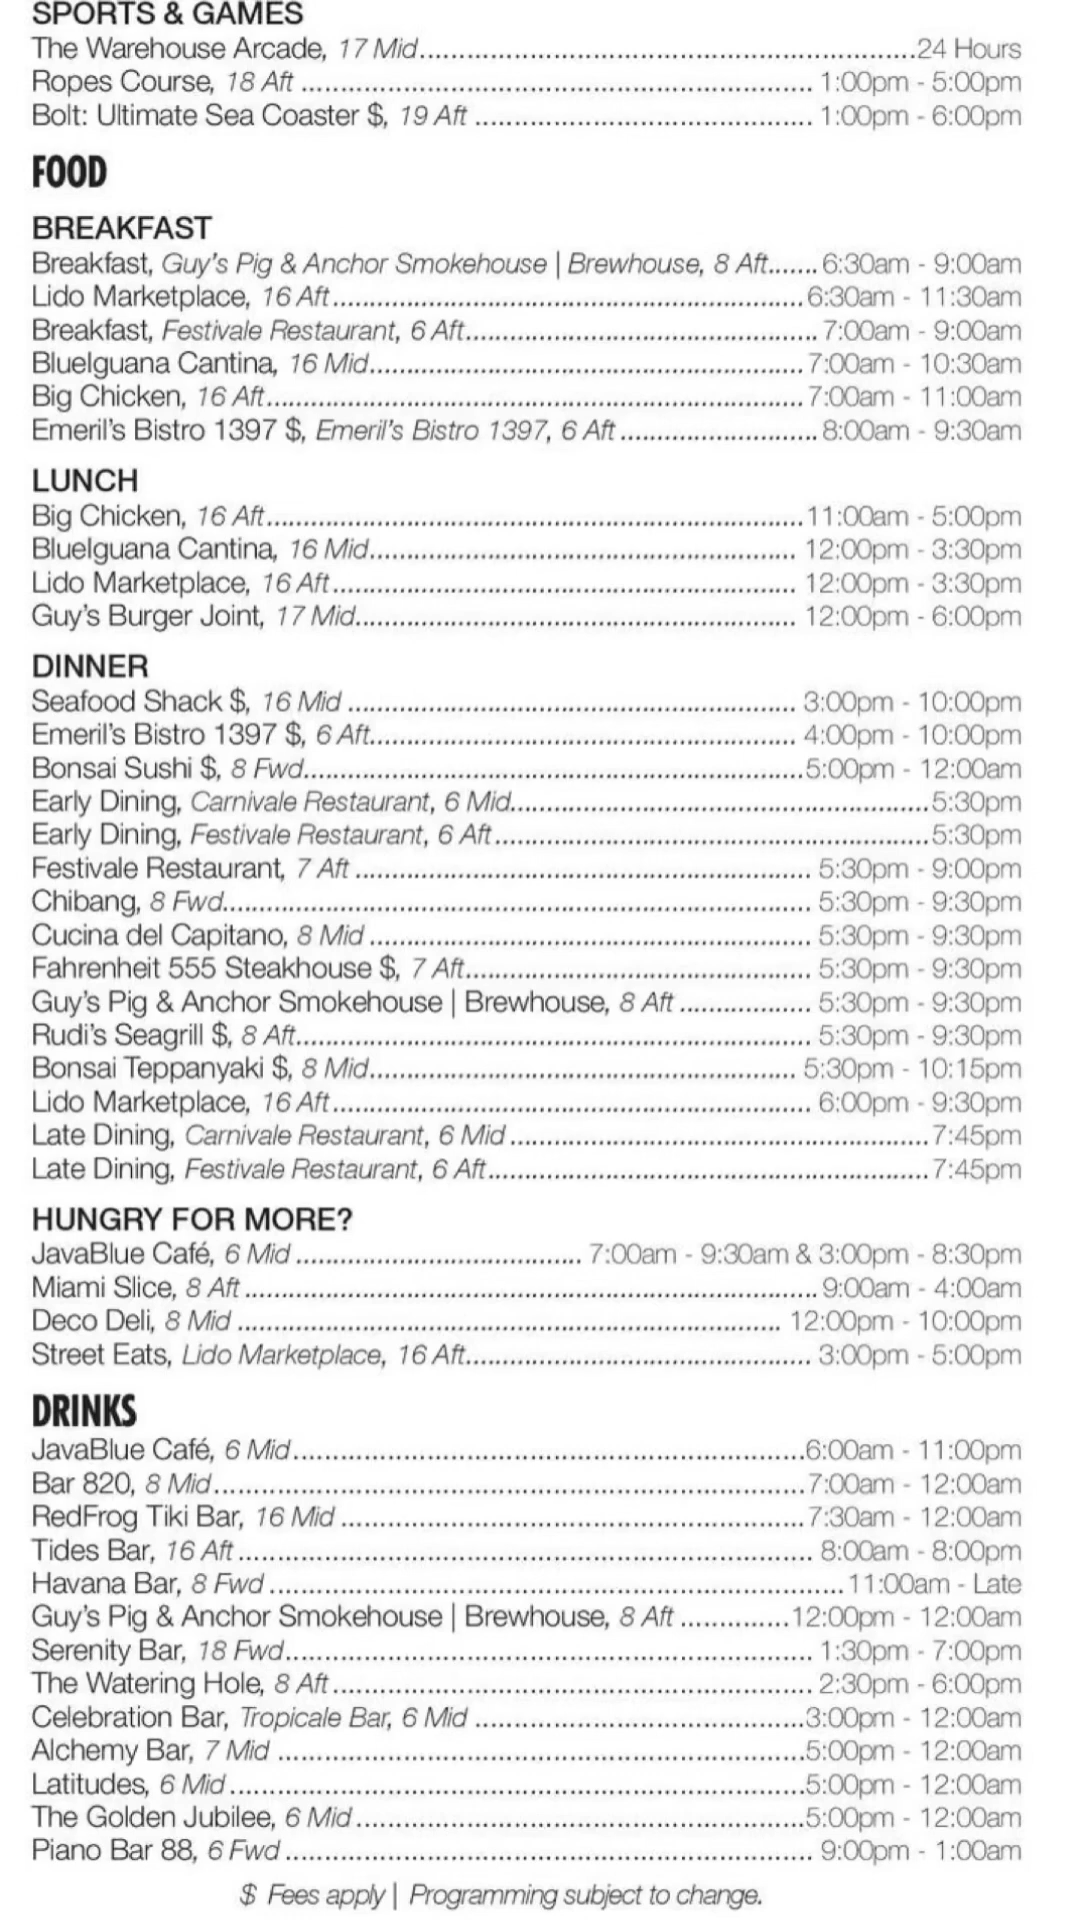 SPORTS & GAMES
The Warehouse Arcade, 17 Mid..............................................................24 Hours
Ropes Course, 18 Aft ................................................................ 1:00pm - 5:00pm
Bolt: Ultimate Sea Coaster $, 19 Aft .......................................... 1:00pm - 6:00pm
FOOD
BREAKFAST
Breakfast, Guy's Pig & Anchor Smokehouse | Brewhouse, 8 Aft....... 6:30am - 9:00am
Lido Marketplace, 16 Aft...........................................................6:30am - 11:30am
Breakfast, Festivale Restaurant, 6 Aft............................................ 7:00am - 9:00am
BlueIguana Cantina, 16 Mid...................................................... 7:00am - 10:30am
Big Chicken, 16 Aft................................................................... 7:00am - 11:00am
Emeril's Bistro 1397 $, Emeril's Bistro 1397, 6 Aft......................... 8:00am - 9:30am
LUNCH
Big Chicken, 16 Aft...................................................................11:00am - 5:00pm
BlueIguana Cantina, 16 Mid..................................................... 12:00pm - 3:30pm
Lido Marketplace, 16 Aft.......................................................... 12:00pm - 3:30pm
Guy's Burger Joint, 17 Mid....................................................... 12:00pm - 6:00pm
DINNER
Seafood Shack $, 16 Mid ........................................................ 3:00pm - 10:00pm
Emeril's Bistro 1397 $, 6 Aft..................................................... 4:00pm - 10:00pm
Bonsai Sushi $, 8 Fwd..............................................................5:00pm - 12:00am
Early Dining, Carnivale Restaurant, 6 Mid....................................................5:30pm
Early Dining, Festivale Restaurant, 6 Aft......................................................5:30pm
Festivale Restaurant, 7 Aft ......................................................... 5:30pm - 9:00pm
Chibang, 8 Fwd......................................................................... 5:30pm - 9:30pm
Cucina del Capitano, 8 Mid ....................................................... 5:30pm - 9:30pm
Fahrenheit 555 Steakhouse $, 7 Aft........................................... 5:30pm - 9:30pm
Guy's Pig & Anchor Smokehouse | Brewhouse, 8 Aft ................. 5:30pm - 9:30pm
Rudi's Seagrill $, 8 Aft................................................................ 5:30pm - 9:30pm
Bonsai Teppanyaki $, 8 Mid..................................................... 5:30pm - 10:15pm
Lido Marketplace, 16 Aft............................................................ 6:00pm - 9:30pm
Late Dining, Carnivale Restaurant, 6 Mid....................................................7:45pm
Late Dining, Festivale Restaurant, 6 Aft.......................................................7:45pm
HUNGRY FOR MORE?
JavaBlue Café, 6 Mid .................................... 7:00am - 9:30am & 3:00pm - 8:30pm
Miami Slice, 8 Aft ........................................................................ 9:00am - 4:00am
Deco Deli, 8 Mid .................................................................... 12:00pm - 10:00pm
Street Eats, Lido Marketplace, 16 Aft........................................... 3:00pm - 5:00pm
DRINKS
JavaBlue Café, 6 Mid................................................................6:00am - 11:00pm
Bar 820, 8 Mid..........................................................................7:00am - 12:00am
RedFrog Tiki Bar, 16 Mid ..........................................................7:30am - 12:00am
Tides Bar, 16 Aft ........................................................................ 8:00am - 8:00pm
Havana Bar, 8 Fwd ........................................................................11:00am - Late
Guy's Pig & Anchor Smokehouse | Brewhouse, 8 Aft ..............12:00pm - 12:00am
Serenity Bar, 18 Fwd.................................................................. 1:30pm - 7:00pm
The Watering Hole, 8 Aft............................................................ 2:30pm - 6:00pm
Celebration Bar, Tropicale Bar, 6 Mid .........................................3:00pm - 12:00am
Alchemy Bar, 7 Mid ..................................................................5:00pm - 12:00am
Latitudes, 6 Mid........................................................................5:00pm - 12:00am
The Golden Jubilee, 6 Mid........................................................5:00pm - 12:00am
Piano Bar 88, 6 Fwd .................................................................. 9:00pm - 1:00am
$ Fees apply | Programming subject to change.